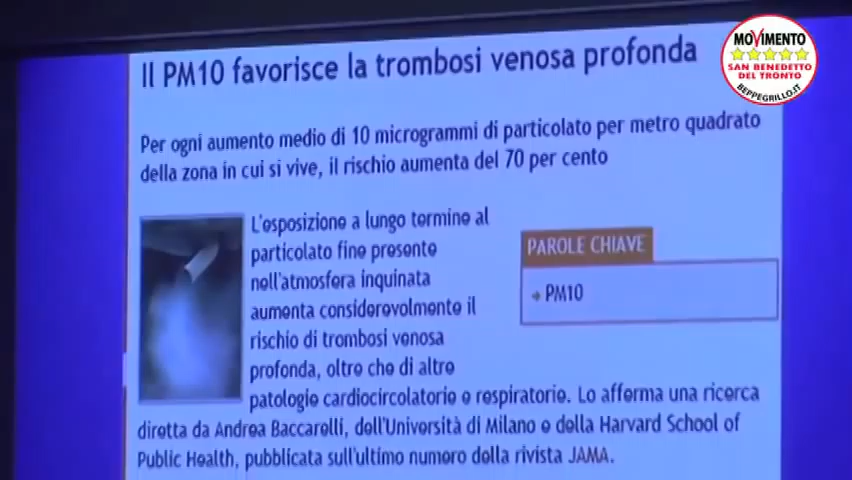 Il PM10 favorisce la trombosi venosa profonda
MOVIMENTO
SAN BENEDETTO
DEL TRONTO
BEPPEGRILLO.IT
Per ogni aumento medio di 10 microgrammi di particolato per metro quadrato
della zona in cui si vive, il rischio aumenta del 70 per cento
L'esposizione a lungo termine al
particolato fine presente
nell'atmosfera inquinata
aumenta considerevolmente il
rischio di trombosi venosa
profonda, oltre che di altre
patologie cardiocircolatorie e respiratorie. Lo afferma una ricerca
diretta da Andrea Baccarelli, dell'Università di Milano e della Harvard School of
Public Health, pubblicata sull'ultimo numero della rivista JAMA.
PAROLE CHIAVE
PM10